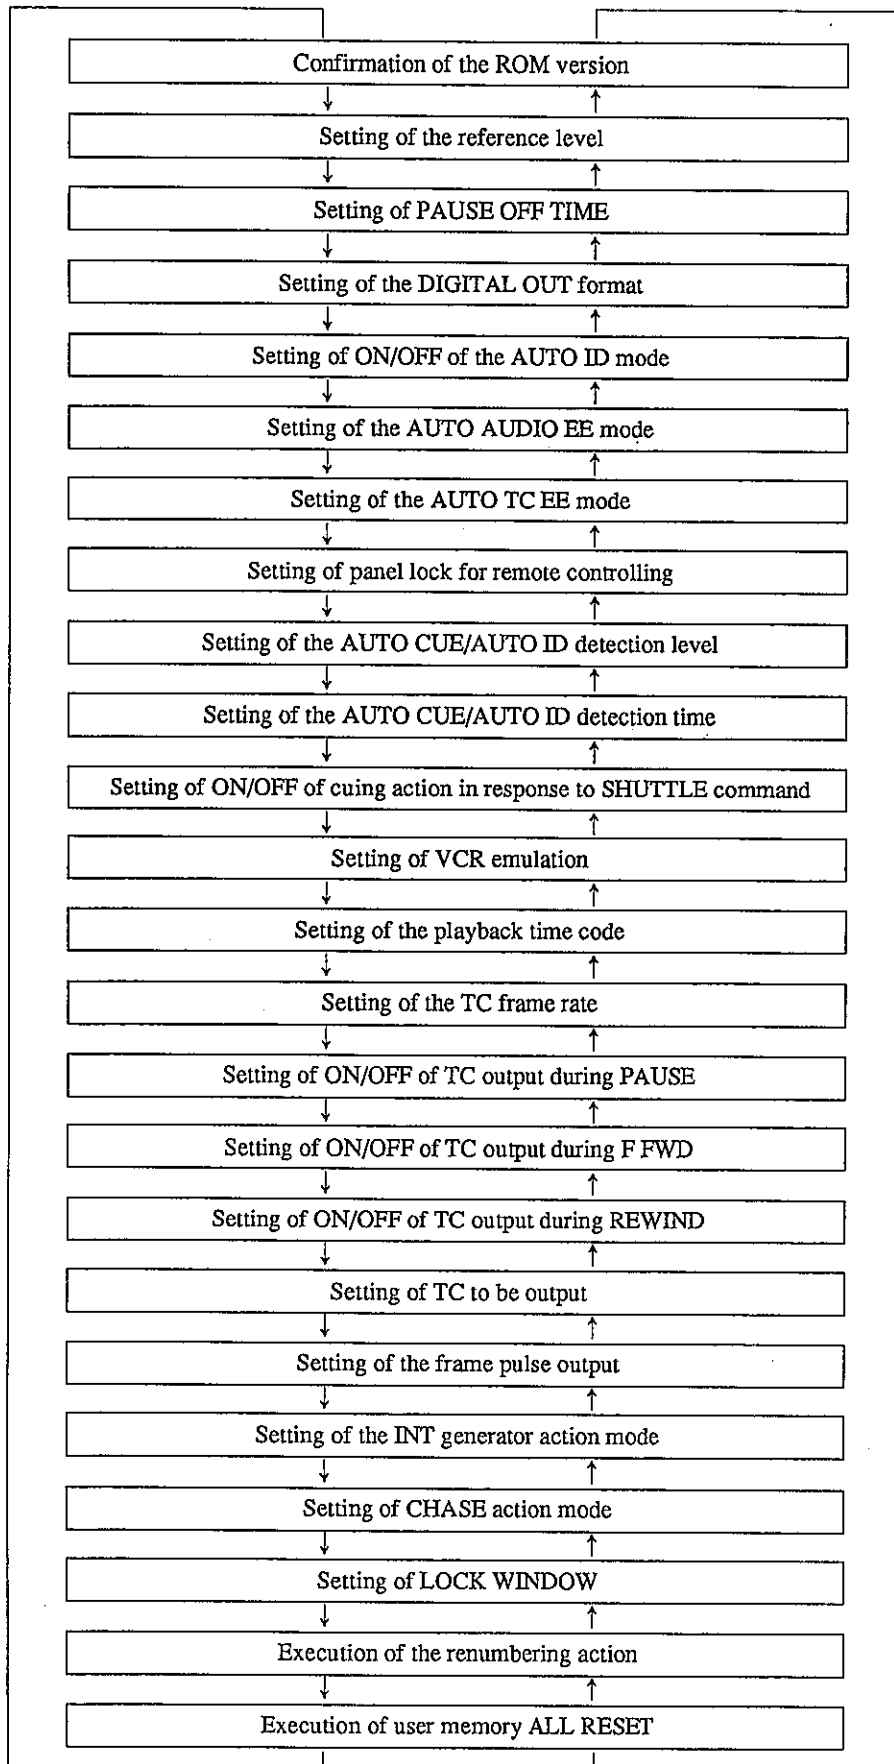 Confirmation of the ROM version
Setting of the reference level
Setting of PAUSE OFF TIME
Setting of the DIGITAL OUT format
Setting of ON/OFF of the AUTO ID mode
Setting of the AUTO AUDIO EE mode
Setting of the AUTO TC EE mode
Setting of panel lock for remote controlling
Setting of the AUTO CUE/AUTO ID detection level
Setting of the AUTO CUE/AUTO ID detection time
Setting of ON/OFF of cuing action in response to SHUTTLE command
Setting of VCR emulation
Setting of the playback time code
Setting of the TC frame rate
Setting of ON/OFF of TC output during PAUSE
Setting of ON/OFF of TC output during F FWD
Setting of ON/OFF of TC output during REWIND
Setting of TC to be output
Setting of the frame pulse output
Setting of the INT generator action mode
Setting of CHASE action mode
Setting of LOCK WINDOW
Execution of the renumbering action
Execution of user memory ALL RESET